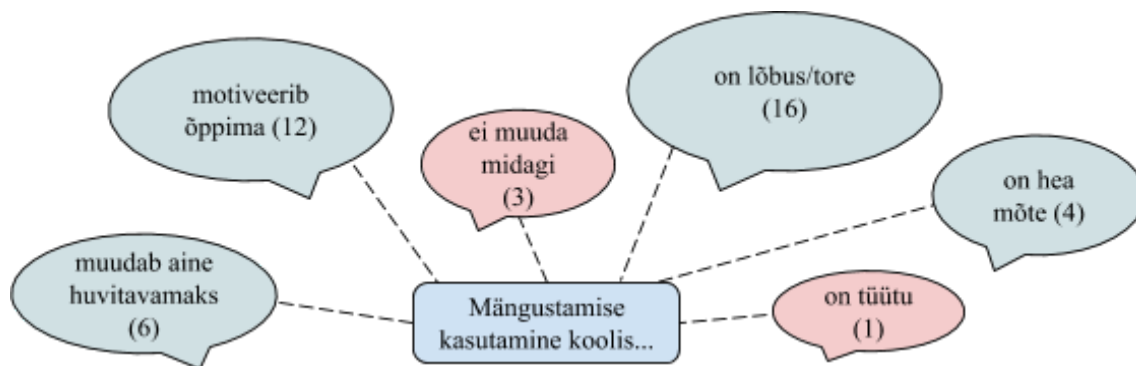 motiveerib
õppima (12)
ei muuda
midagi
(3)
on lõbus/tore
(16)
on hea
mõte (4)
muudab aine
huvitavamaks
(6)
Mängustamise
kasutamine koolis...
on tüütu
(1)